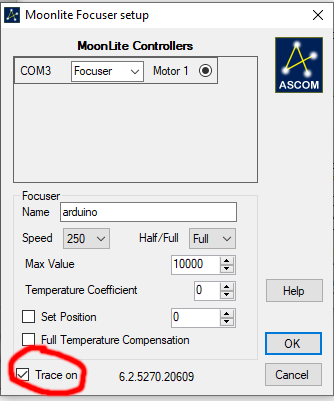 Moonlite Focuser setup
MoonLite Controllers
COM3 Focuser Motor 1
ASCOM
Focuser
Name arduino
Speed 250 Half/Full Full
Max Value 10000
Temperature Coefficient 0
Set Position 0
Full Temperature Compensation
Help
OK
Trace on 6.2.5270.20609 Cancel